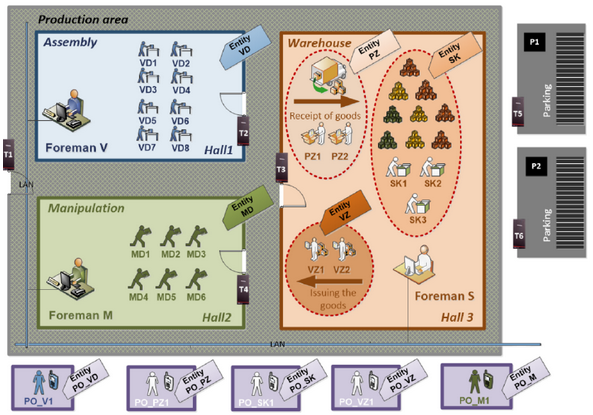 Production area
Assembly
Entity
VD
VD1 VD2
VD3 VD4
VD5 VD6
VD7 VD8
Foreman V
Hall1
T1
T2
LAN
Manipulation
Entity
MD
MD1 MD2 MD3
MD4 MD5 MD6
Foreman M
Hall2
T4
T3
Warehouse
Entity
PZ
Entity
SK
Receipt of goods
PZ1 PZ2
SK1 SK2
SK3
Entity
VZ
VZ1 VZ2
Issuing the
goods
Foreman S
Hall 3
LAN
P1
Parking
T5
P2
Parking
T6
PO_V1
Entity
PO_VD
PO_PZ1
Entity
PO_PZ
PO_SK1
Entity
PO_SK
PO_VZ1
Entity
PO_VZ
PO_M1
Entity
PO_M